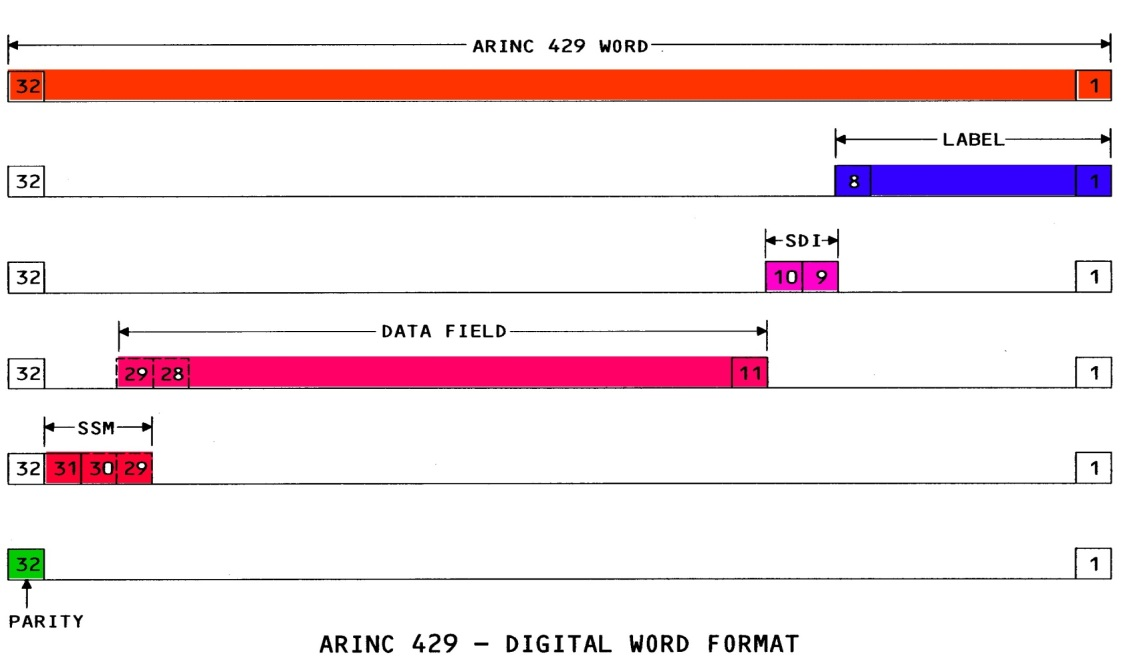 ARINC 429 WORD
32 1
LABEL
32 8 1
SDI
32 10 9 1
DATA FIELD
32 29 28 11 1
SSM
32 31 30 29 1
32 1
PARITY
ARINC 429 – DIGITAL WORD FORMAT